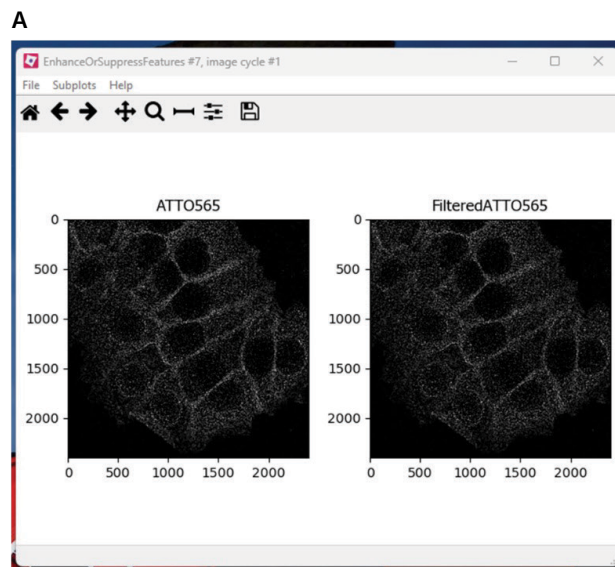 A
EnhanceOrSuppressFeatures #7, image cycle #1
File Subplots Help
ATTO565 FilteredATTO565
0 0
500 500
1000 1000
1500 1500
2000 2000
0 500 1000 1500 2000 0 500 1000 1500 2000